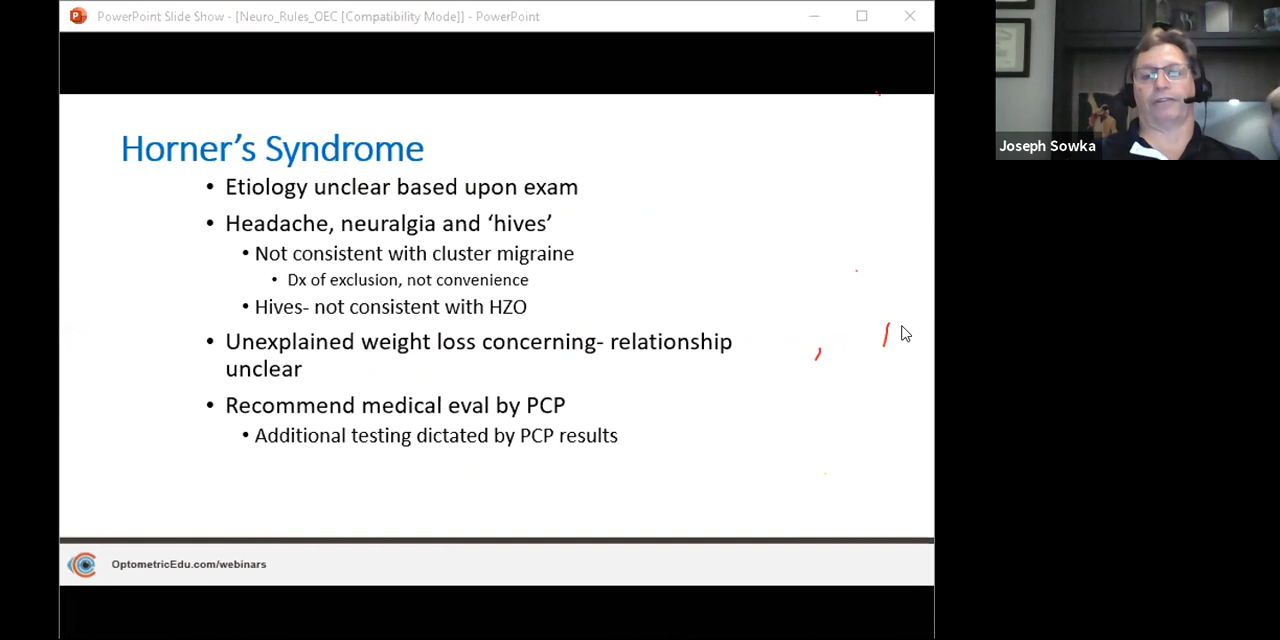 PowerPoint Slide Show - [Neuro_Rules_OEC [Compatibility Mode]] - PowerPoint
Horner's Syndrome
• Etiology unclear based upon exam
• Headache, neuralgia and 'hives'
• Not consistent with cluster migraine
• Dx of exclusion, not convenience
• Hives- not consistent with HZO
• Unexplained weight loss concerning- relationship
unclear
• Recommend medical eval by PCP
• Additional testing dictated by PCP results
OptometricEdu.com/webinars
Joseph Sowka